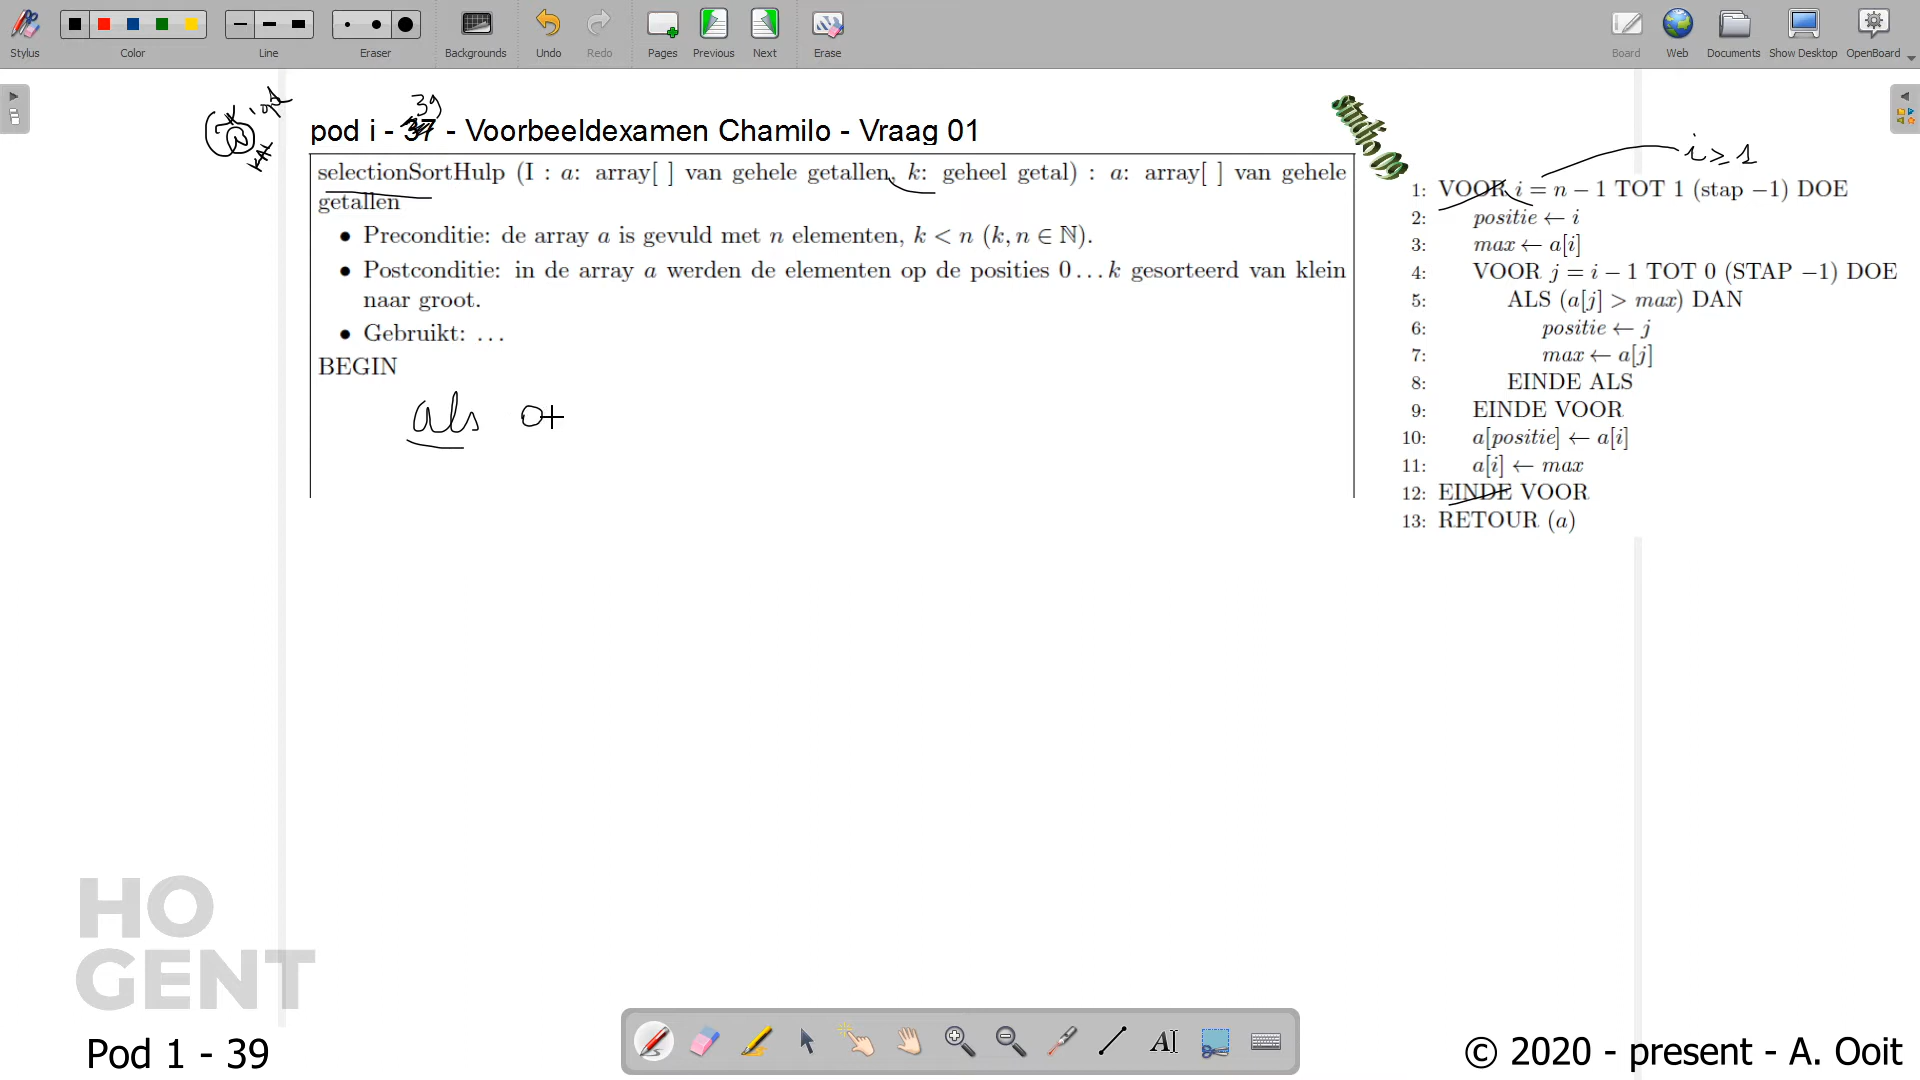 Stylus
Color
Line
Eraser
Backgrounds
Undo
Redo
Pages
Previous
Next
Erase
Board
Web
Documents
Show Desktop
OpenBoard
39
pod i - 37 - Voorbeeldexamen Chamilo - Vraag 01
selectionSortHulp (I : a: array[ ] van gehele getallen, k: geheel getal) : a: array[ ] van gehele
getallen
• Preconditie: de array a is gevuld met n elementen, k < n (k, n ∈ ℕ).
• Postconditie: in de array a werden de elementen op de posities 0 . . . k gesorteerd van klein
naar groot.
• Gebruikt: . . .
BEGIN
als
i ≥ 1
1: VOOR i = n − 1 TOT 1 (stap −1) DOE
2: positie ← i
3: max ← a[i]
4: VOOR j = i − 1 TOT 0 (STAP −1) DOE
5: ALS (a[j] > max) DAN
6: positie ← j
7: max ← a[j]
8: EINDE ALS
9: EINDE VOOR
10: a[positie] ← a[i]
11: a[i] ← max
12: EINDE VOOR
13: RETOUR (a)
HO
GENT
Pod 1 - 39
© 2020 - present - A. Ooit